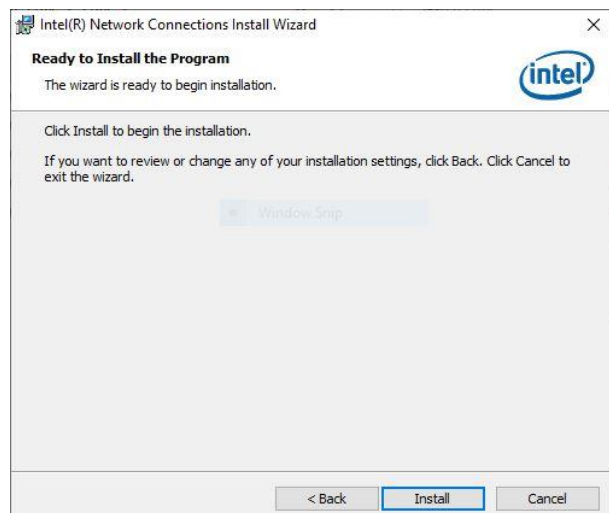 Intel(R) Network Connections Install Wizard
Ready to Install the Program
The wizard is ready to begin installation.
intel
Click Install to begin the installation.
If you want to review or change any of your installation settings, click Back. Click Cancel to
exit the wizard.
Window Snip
< Back Install Cancel